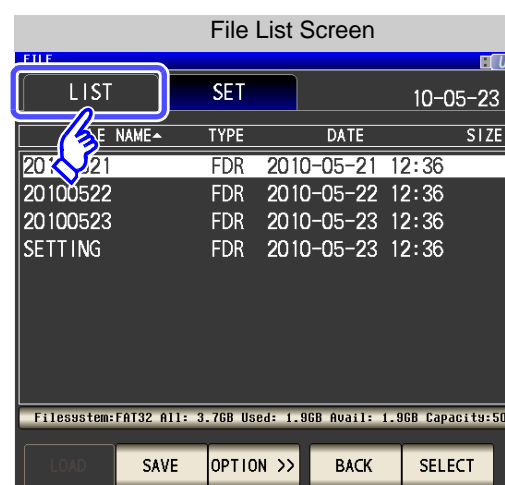 File List Screen
FILE
LIST SET 10-05-23
NAME▲ TYPE DATE SIZE
FDR 2010-05-21 12:36
20100522 FDR 2010-05-22 12:36
20100523 FDR 2010-05-23 12:36
SETTING FDR 2010-05-23 12:36
Filesystem:FAT32 All: 3.7GB Used: 1.9GB Avail: 1.9GB Capacity:50
LOAD SAVE OPTION >> BACK SELECT